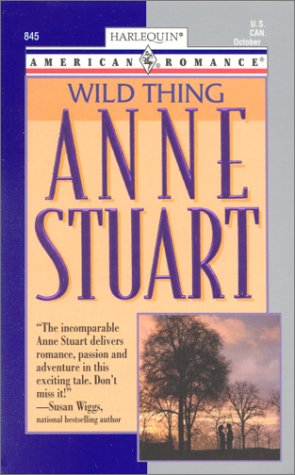 845
HARLEQUIN®
U.S.
CAN.
October
AMERICAN ROMANCE®
WILD THING
ANNE
STUART
“The incomparable
Anne Stuart delivers
romance, passion and
adventure in this
exciting tale. Don’t
miss it!”
—Susan Wiggs,
national bestselling author